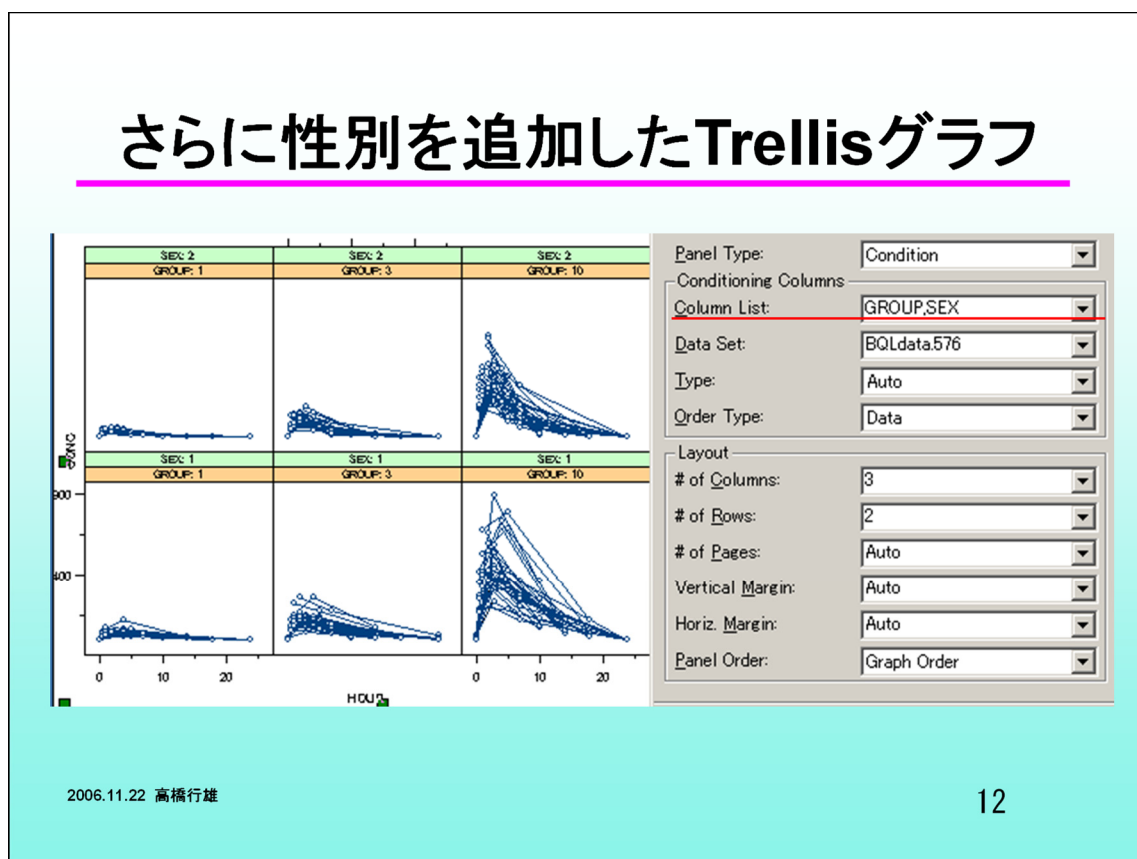 さらに性別を追加したTrellisグラフ
SEX: 2 SEX: 2 SEX: 2
GROUP: 1 GROUP: 3 GROUP: 10
CONC
SEX: 1 SEX: 1 SEX: 1
GROUP: 1 GROUP: 3 GROUP: 10
900
400
0 10 20 0 10 20
HOUR
Panel Type: Condition
Conditioning Columns
Column List: GROUP,SEX
Data Set: BQLdata.576
Type: Auto
Order Type: Data
Layout
# of Columns: 3
# of Rows: 2
# of Pages: Auto
Vertical Margin: Auto
Horiz. Margin: Auto
Panel Order: Graph Order
2006.11.22 高橋行雄
12